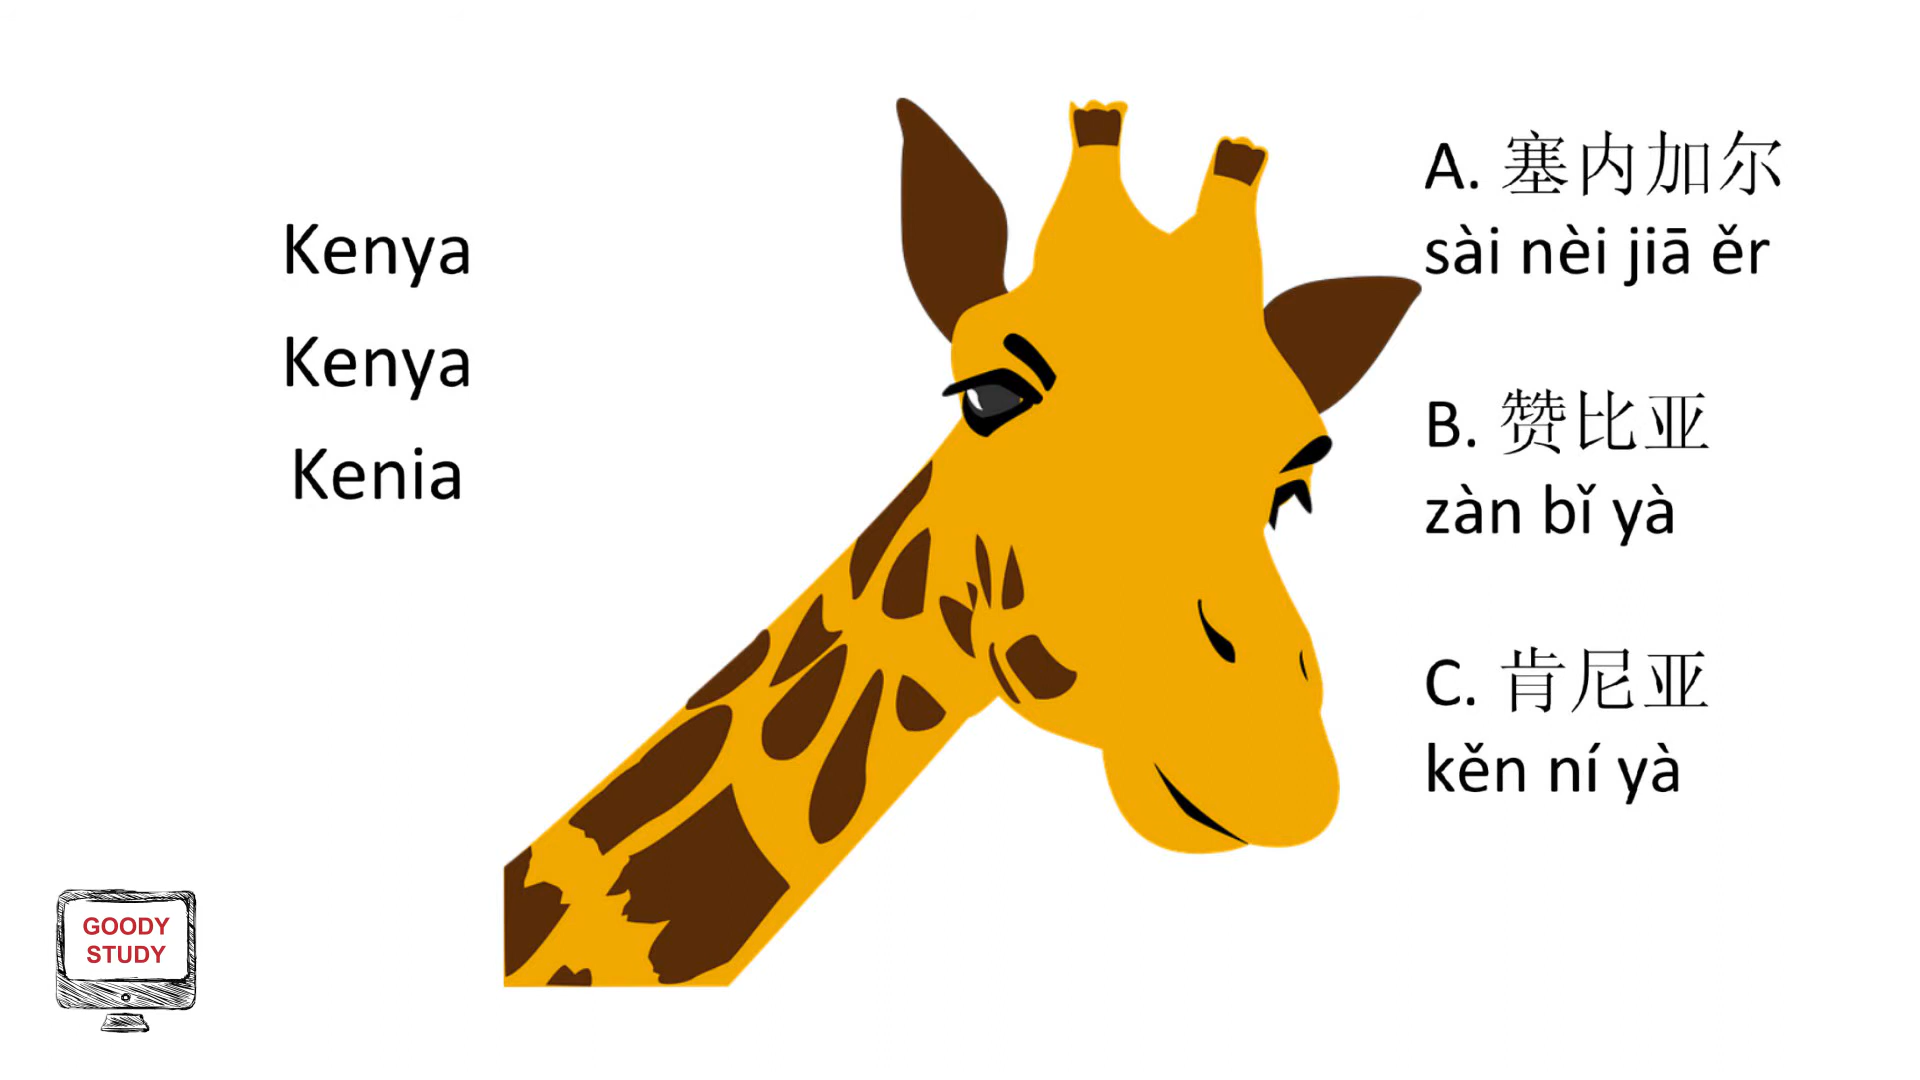 Kenya
Kenya
Kenia
A. 塞内加尔
sài nèi jiā ěr
B. 赞比亚
zàn bǐ yà
C. 肯尼亚
kěn ní yà
GOODY
STUDY